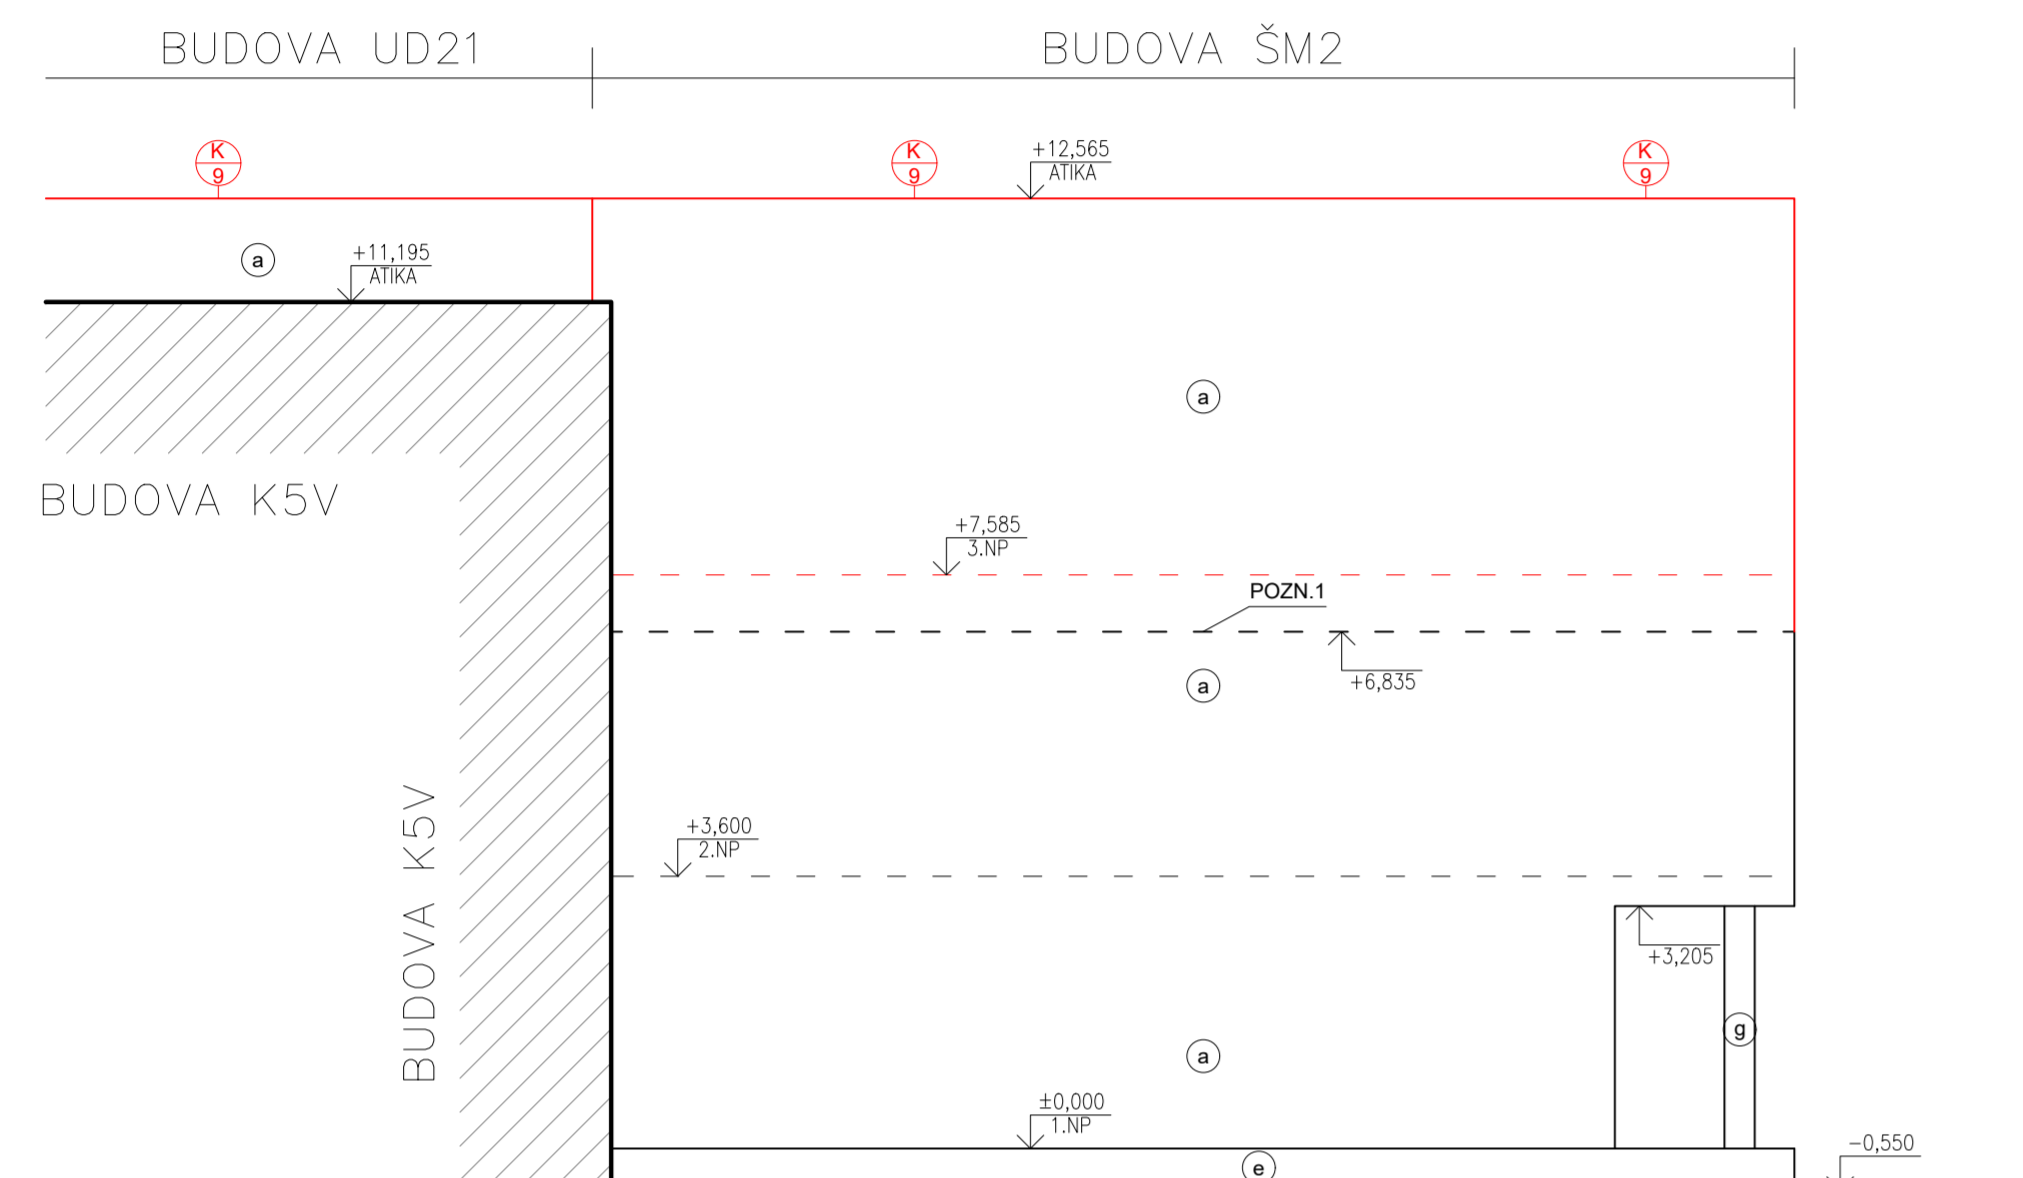 BUDOVA UD21
BUDOVA ŠM2
K
9
K
9
+12,565
ATIKA
K
9
a
+11,195
ATIKA
a
BUDOVA K5V
+7,585
3.NP
POZN.1
a
+6,835
+3,600
2.NP
BUDOVA K5V
+3,205
g
a
±0,000
1.NP
-0,550
e